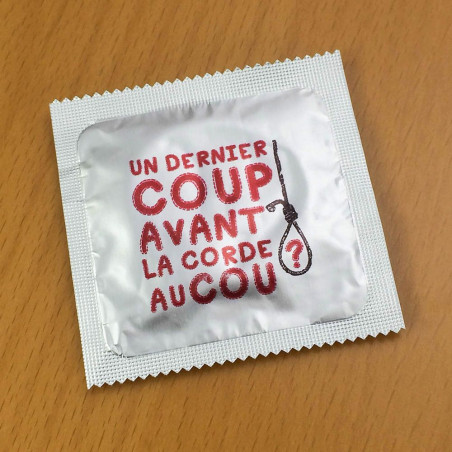 UN DERNIER
COUP
AVANT
LA CORDE
AU COU ?